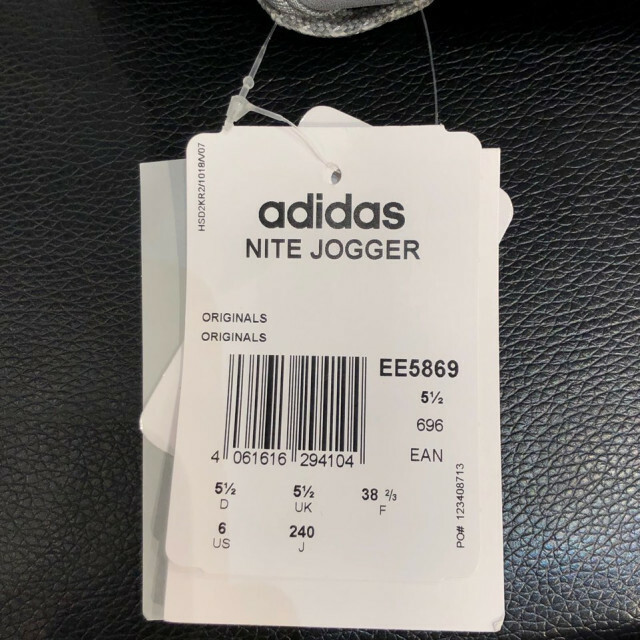 HSD2KR2/1018/V07
adidas
NITE JOGGER
ORIGINALS
ORIGINALS
EE5869
5½
696
EAN
4 061616 294104
5½ 5½ 38 2/3
D UK F
6 240
US J
PO# 123408713